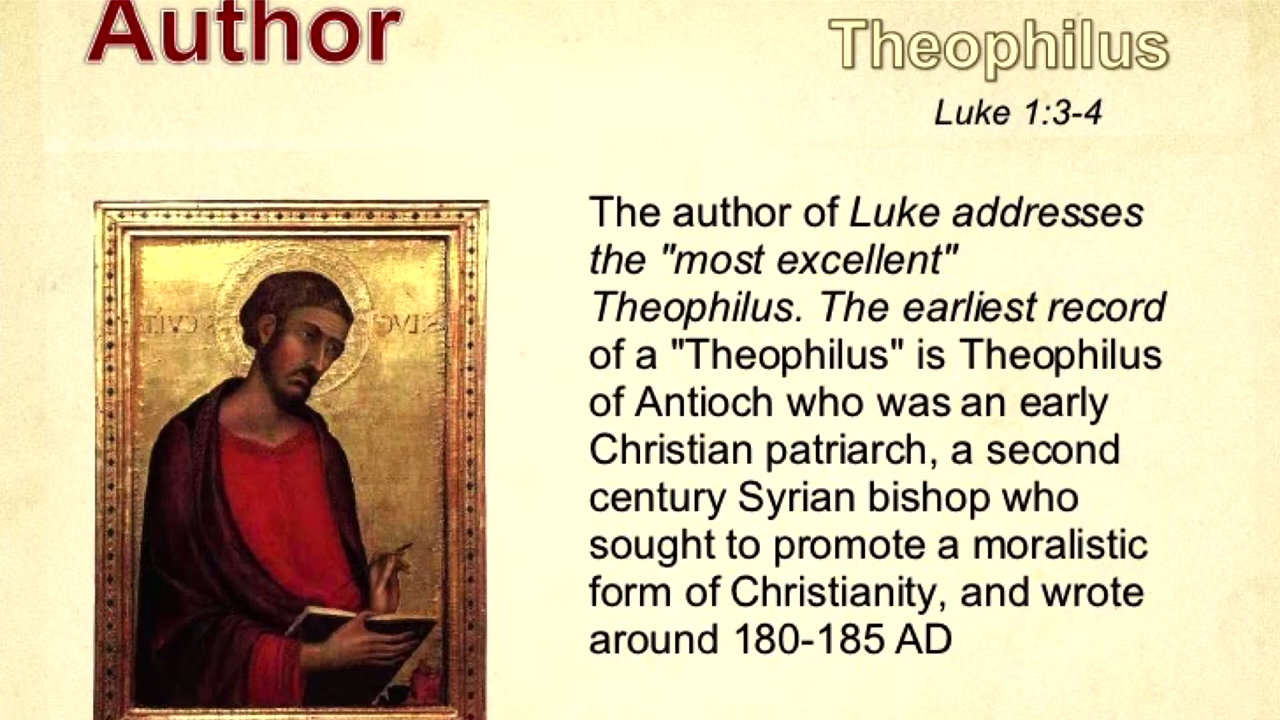 Author
Theophilus
Luke 1:3-4
The author of Luke addresses
the "most excellent"
Theophilus. The earliest record
of a "Theophilus" is Theophilus
of Antioch who was an early
Christian patriarch, a second
century Syrian bishop who
sought to promote a moralistic
form of Christianity, and wrote
around 180-185 AD